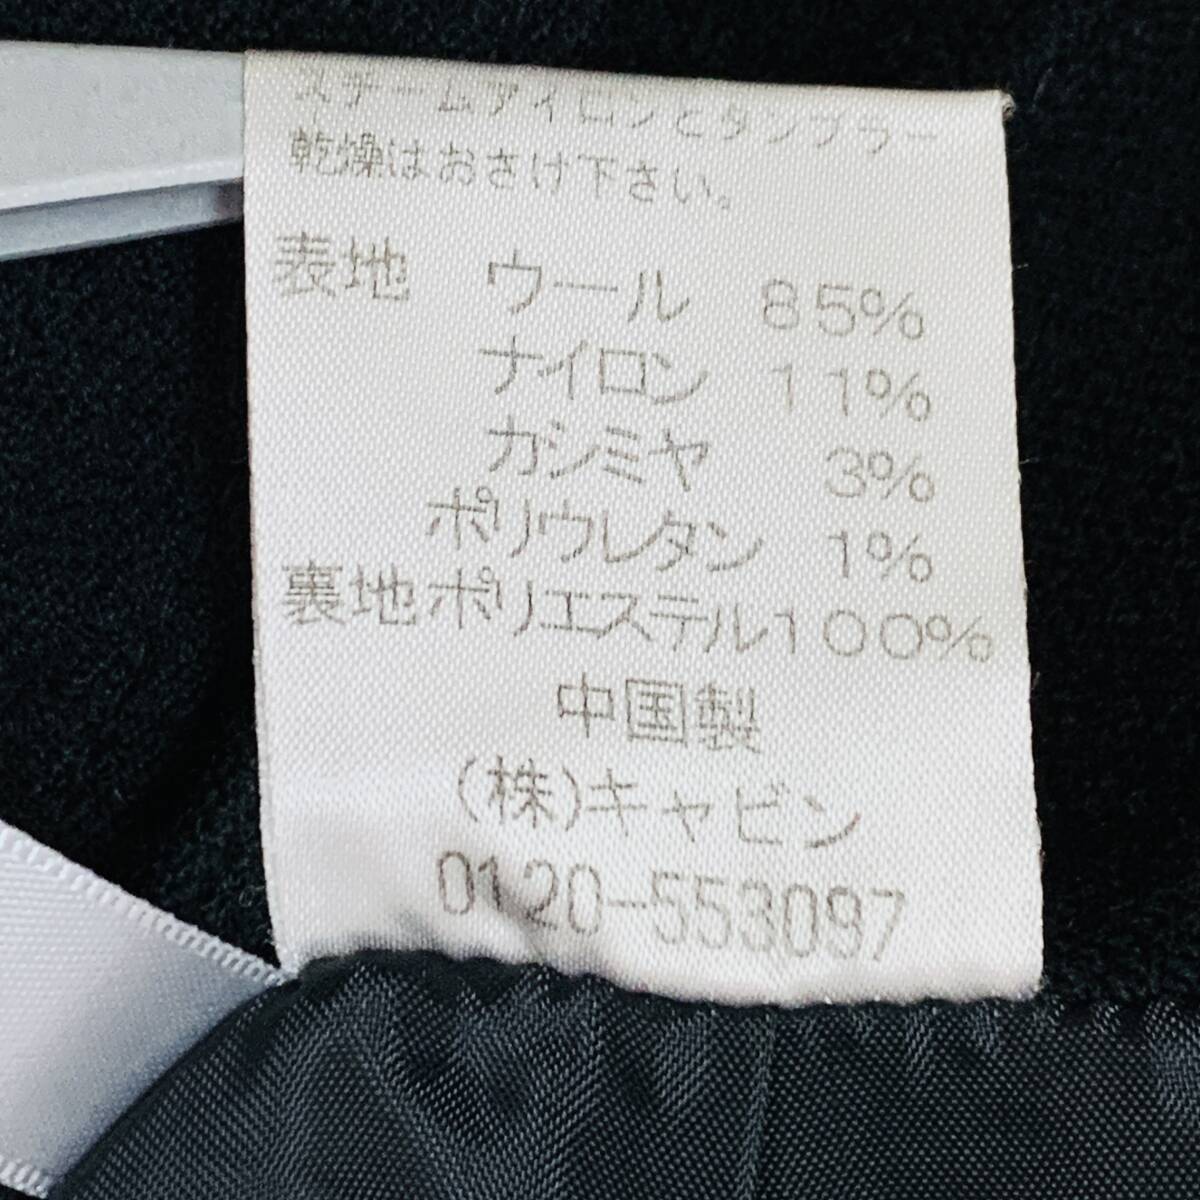 スチームアイロンとタンブラー
乾燥はおさけ下さい。
表地 ウール 85%
ナイロン 11%
カシミヤ 3%
ポリウレタン 1%
裏地ポリエステル100%
中国製
(株)キャビン
0120-553097